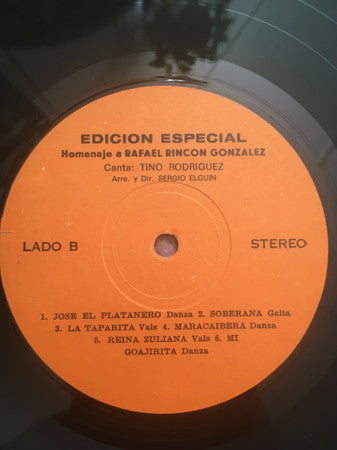 EDICION ESPECIAL
Homenaje a RAFAEL RINCON GONZALEZ
Canta: TINO RODRIGUEZ
Arre. y Dir. SERGIO ELGUIN
LADO B
STEREO
1. JOSE EL PLATANERO Danza 2. SOBERANA Gaita
3. LA TAPARITA Vals 4. MARACAIBERA Danza
5. REINA ZULIANA Vals 6. MI
GOAJIRITA Danza